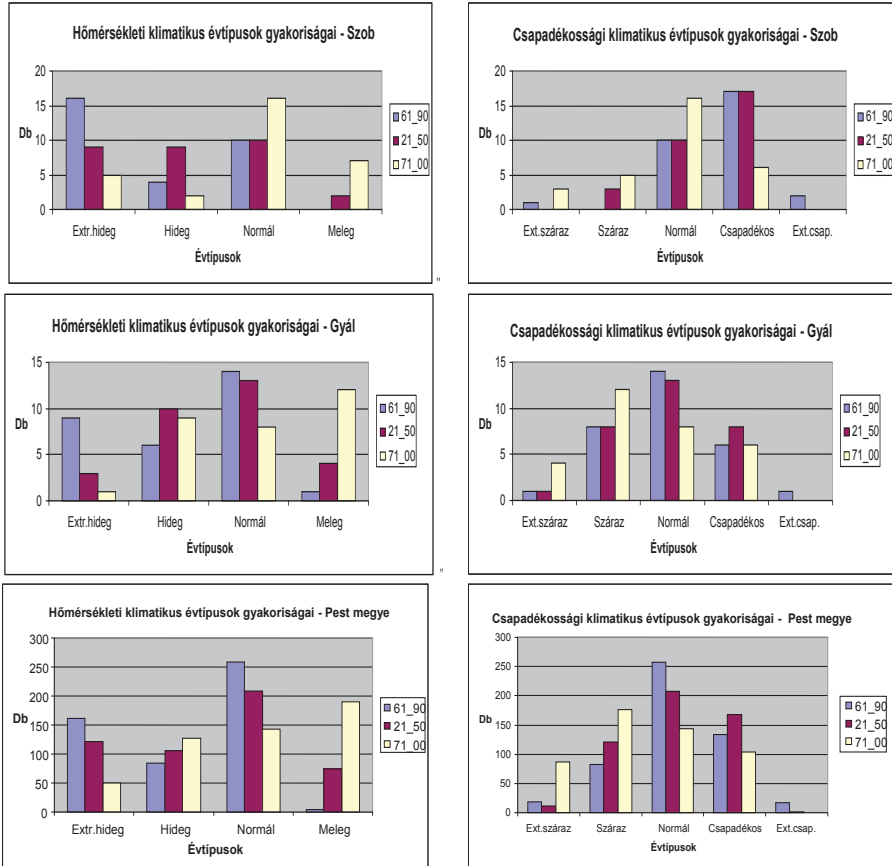 Hőmérsékleti klimatikus évtípusok gyakoriságai - Szob
20
15
10
5
0
Db
Extr.hideg Hideg Normál Meleg
Évtípusok
61_90
21_50
71_00
"
Csapadékossági klimatikus évtípusok gyakoriságai - Szob
20
15
10
5
0
Db
Ext.száraz Száraz Normál Csapadékos Ext.csap.
Évtípusok
61_90
21_50
71_00
Hőmérsékleti klimatikus évtípusok gyakoriságai - Gyál
15
10
5
0
Db
Extr.hideg Hideg Normál Meleg
Évtípusok
61_90
21_50
71_00
"
Csapadékossági klimatikus évtípusok gyakoriságai - Gyál
15
10
5
0
Db
Ext.száraz Száraz Normál Csapadékos Ext.csap.
Évtípusok
61_90
21_50
71_00
Hőmérsékleti klimatikus évtípusok gyakoriságai - Pest megye
300
250
200
150
100
50
0
Db
Extr.hideg Hideg Normál Meleg
Évtípusok
61_90
21_50
71_00
Csapadékossági klimatikus évtípusok gyakoriságai - Pest megye
300
250
200
150
100
50
0
Db
Ext.száraz Száraz Normál Csapadékos Ext.csap.
Évtípusok
61_90
21_50
71_00